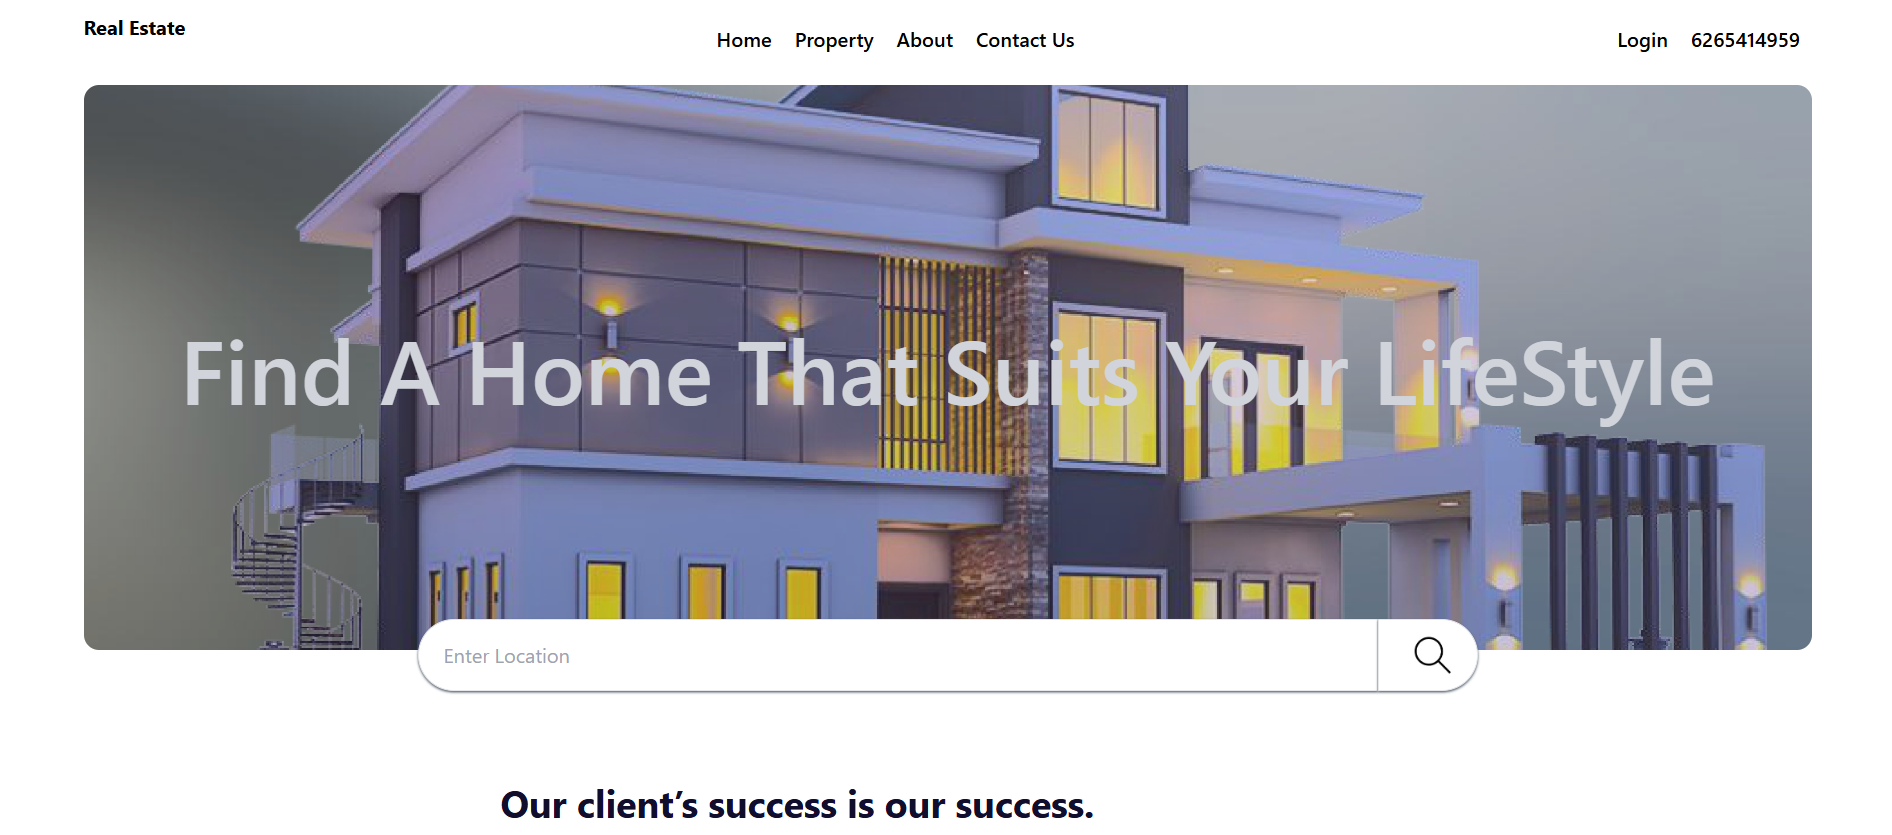 Real Estate
Home Property About Contact Us
Login 6265414959
Find A Home That Suits Your LifeStyle
Enter Location
Our client’s success is our success.